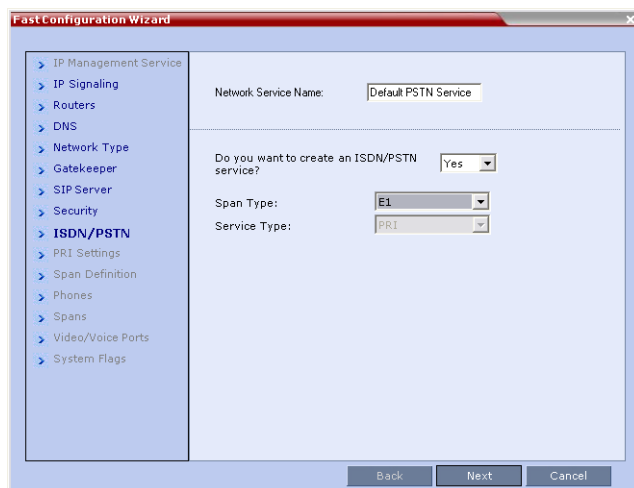 Fast Configuration Wizard
IP Management Service
IP Signaling
Routers
DNS
Network Type
Gatekeeper
SIP Server
Security
ISDN/PSTN
PRI Settings
Span Definition
Phones
Spans
Video/Voice Ports
System Flags
Network Service Name: Default PSTN Service
Do you want to create an ISDN/PSTN
service? Yes
Span Type: E1
Service Type: PRI
Back Next Cancel